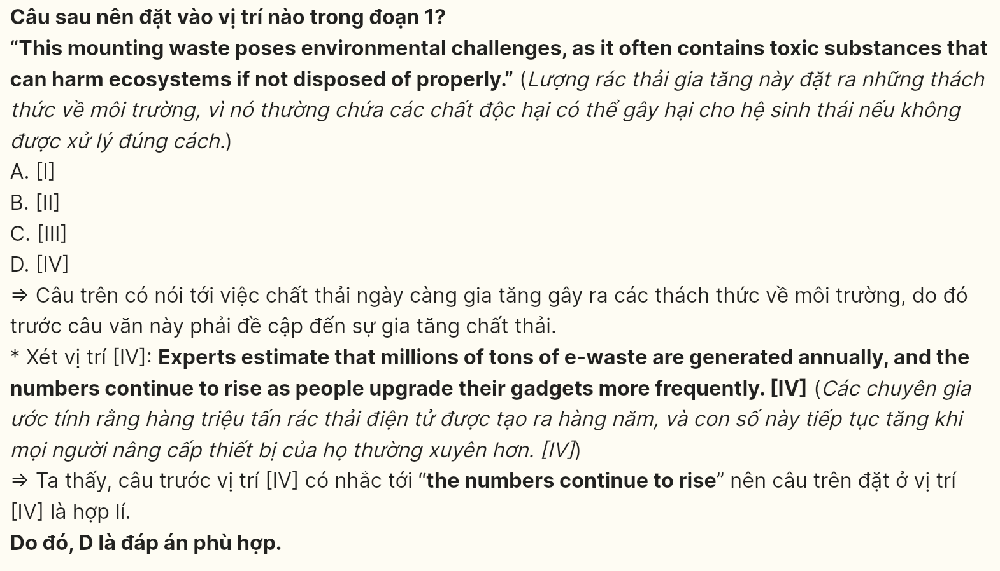 Câu sau nên đặt vào vị trí nào trong đoạn 1?
“This mounting waste poses environmental challenges, as it often contains toxic substances that
can harm ecosystems if not disposed of properly.” (Lượng rác thải gia tăng này đặt ra những thách
thức về môi trường, vì nó thường chứa các chất độc hại có thể gây hại cho hệ sinh thái nếu không
được xử lý đúng cách.)
A. [I]
B. [II]
C. [III]
D. [IV]
⇒ Câu trên có nói tới việc chất thải ngày càng gia tăng gây ra các thách thức về môi trường, do đó
trước câu văn này phải đề cập đến sự gia tăng chất thải.
* Xét vị trí [IV]: Experts estimate that millions of tons of e-waste are generated annually, and the
numbers continue to rise as people upgrade their gadgets more frequently. [IV] (Các chuyên gia
ước tính rằng hàng triệu tấn rác thải điện tử được tạo ra hàng năm, và con số này tiếp tục tăng khi
mọi người nâng cấp thiết bị của họ thường xuyên hơn. [IV])
⇒ Ta thấy, câu trước vị trí [IV] có nhắc tới “the numbers continue to rise” nên câu trên đặt ở vị trí
[IV] là hợp lí.
Do đó, D là đáp án phù hợp.